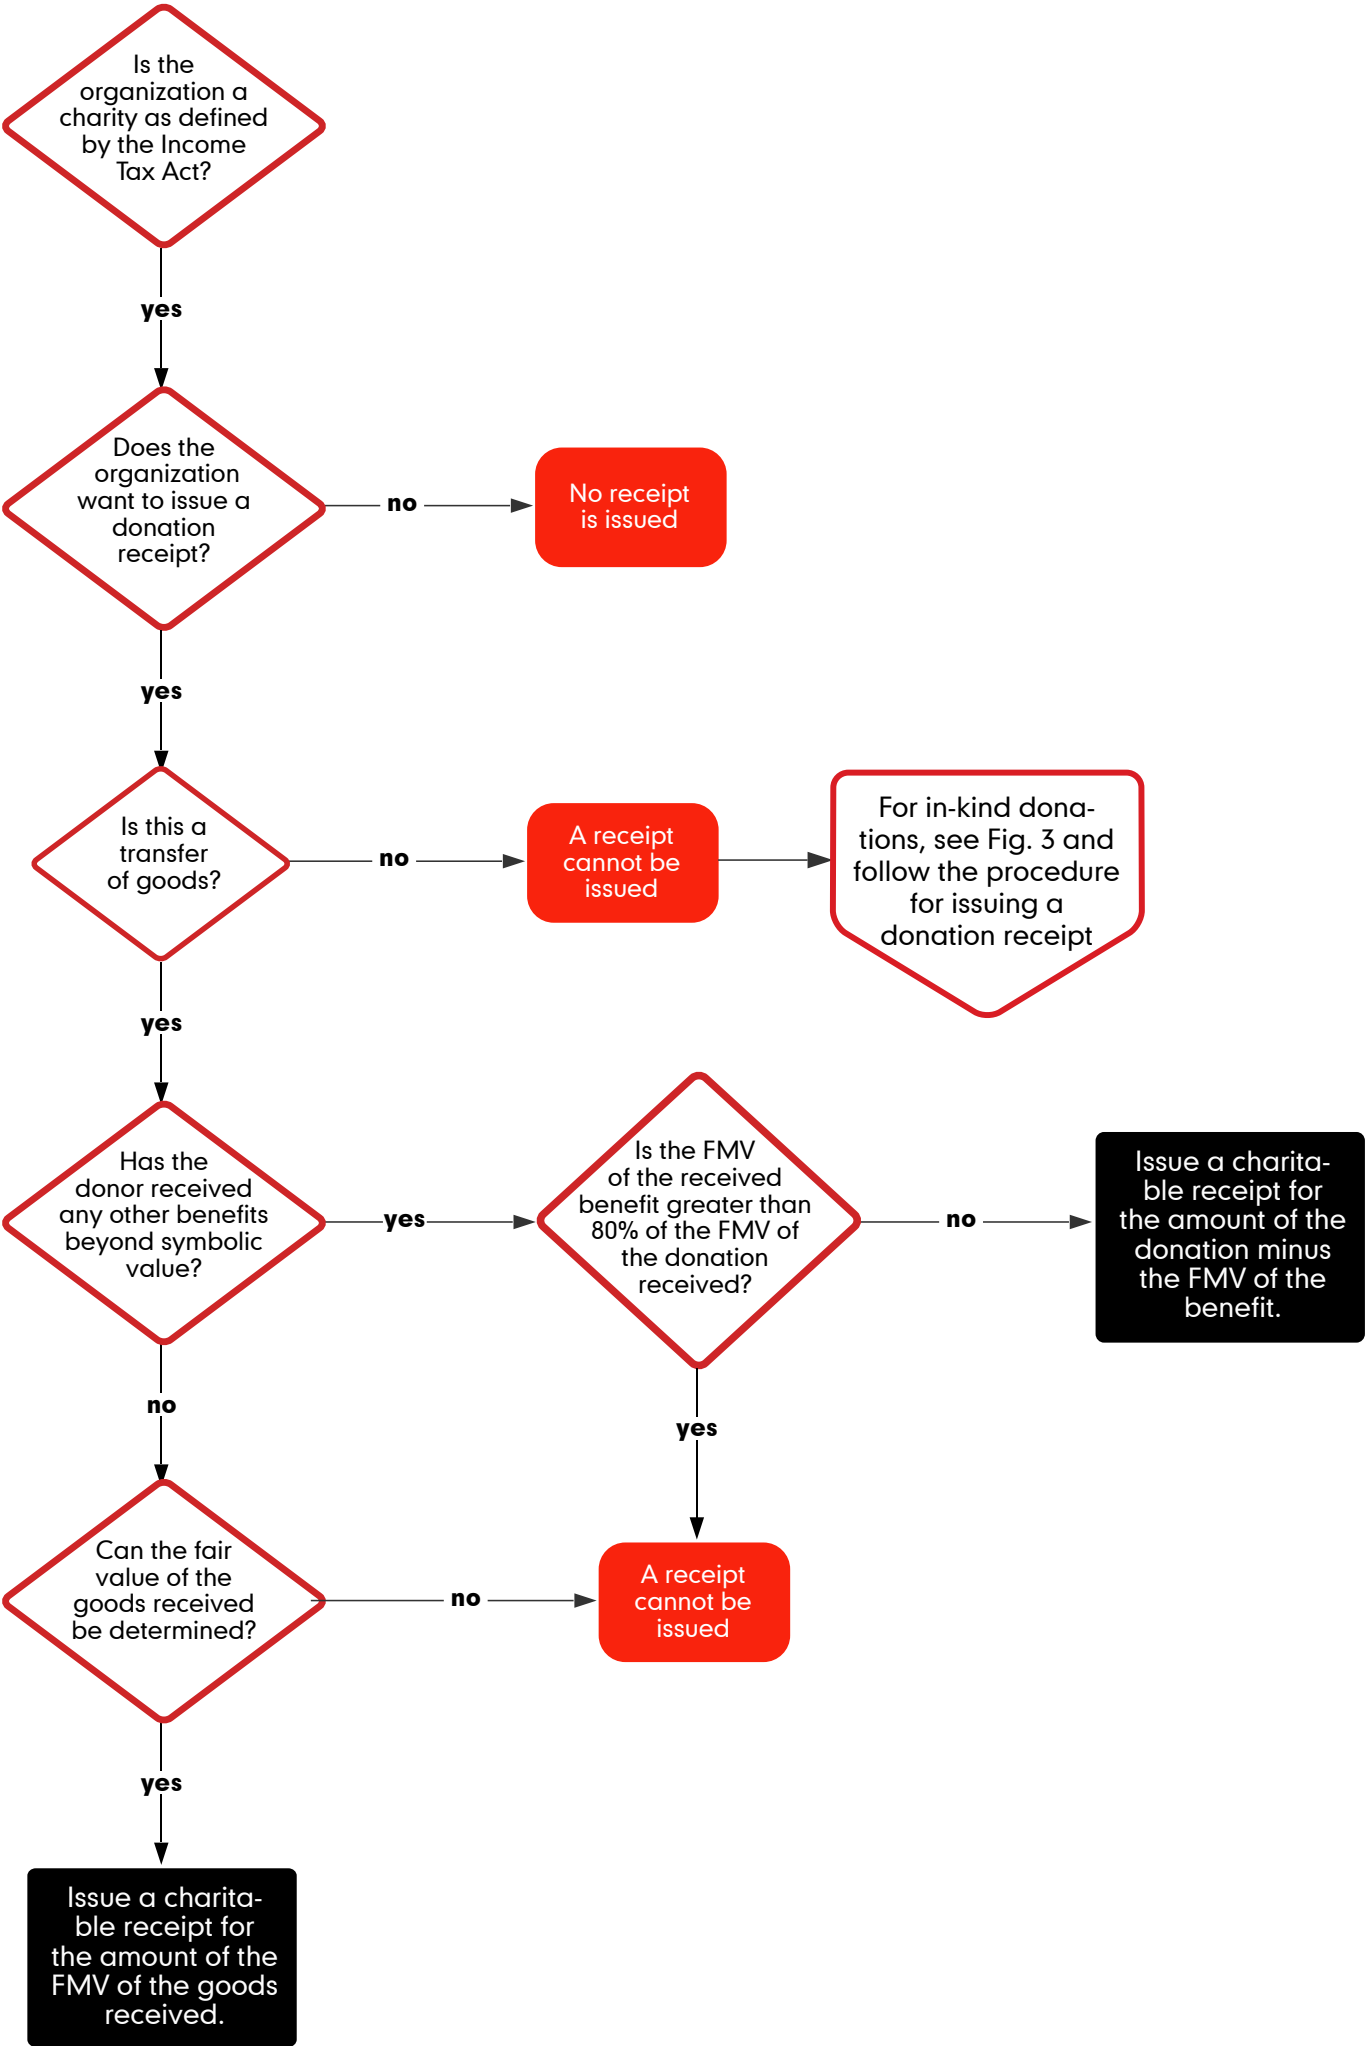 Is the
organization a
charity as defined
by the Income
Tax Act?
yes
Does the
organization
want to issue a
donation
receipt?
no
No receipt
is issued
yes
Is this a
transfer
of goods?
no
A receipt
cannot be
issued
For in-kind dona-
tions, see Fig. 3 and
follow the procedure
for issuing a
donation receipt
yes
Has the
donor received
any other benefits
beyond symbolic
value?
yes
Is the FMV
of the received
benefit greater than
80% of the FMV of
the donation
received?
no
Issue a charita-
ble receipt for
the amount of the
donation minus
the FMV of the
benefit.
no
yes
Can the fair
value of the
goods received
be determined?
no
A receipt
cannot be
issued
yes
Issue a charita-
ble receipt for
the amount of the
FMV of the goods
received.